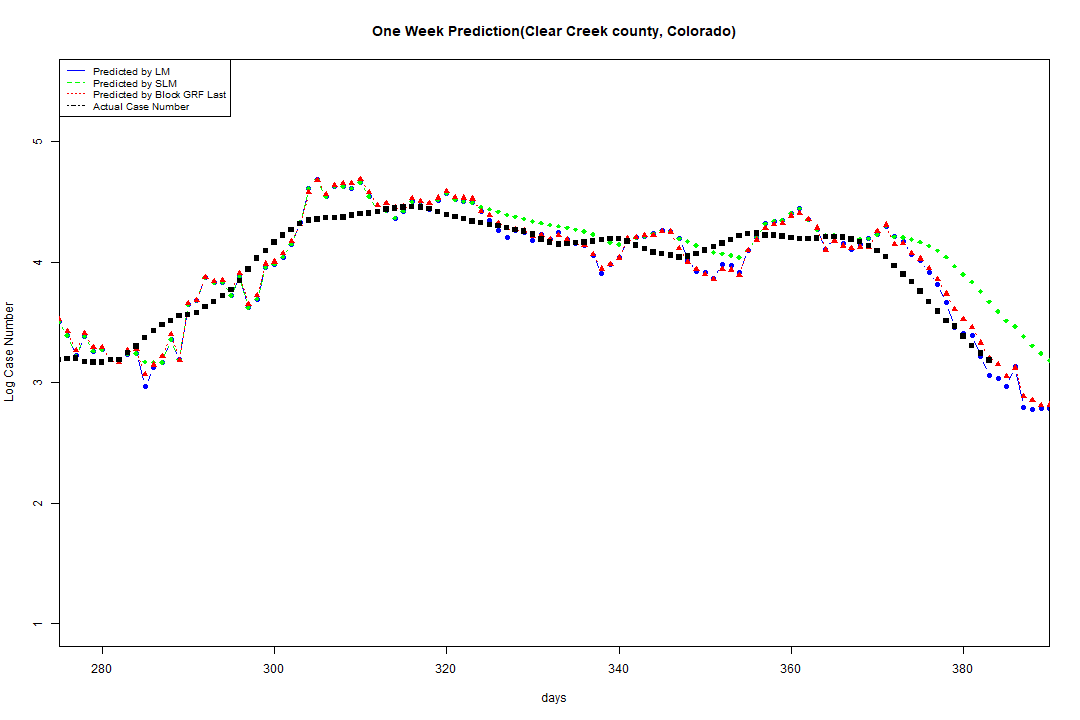 One Week Prediction(Clear Creek county, Colorado)
Predicted by LM
Predicted by SLM
Predicted by Block GRF Last
Actual Case Number
5
4
3
2
1
Log Case Number
280 300 320 340 360 380
days